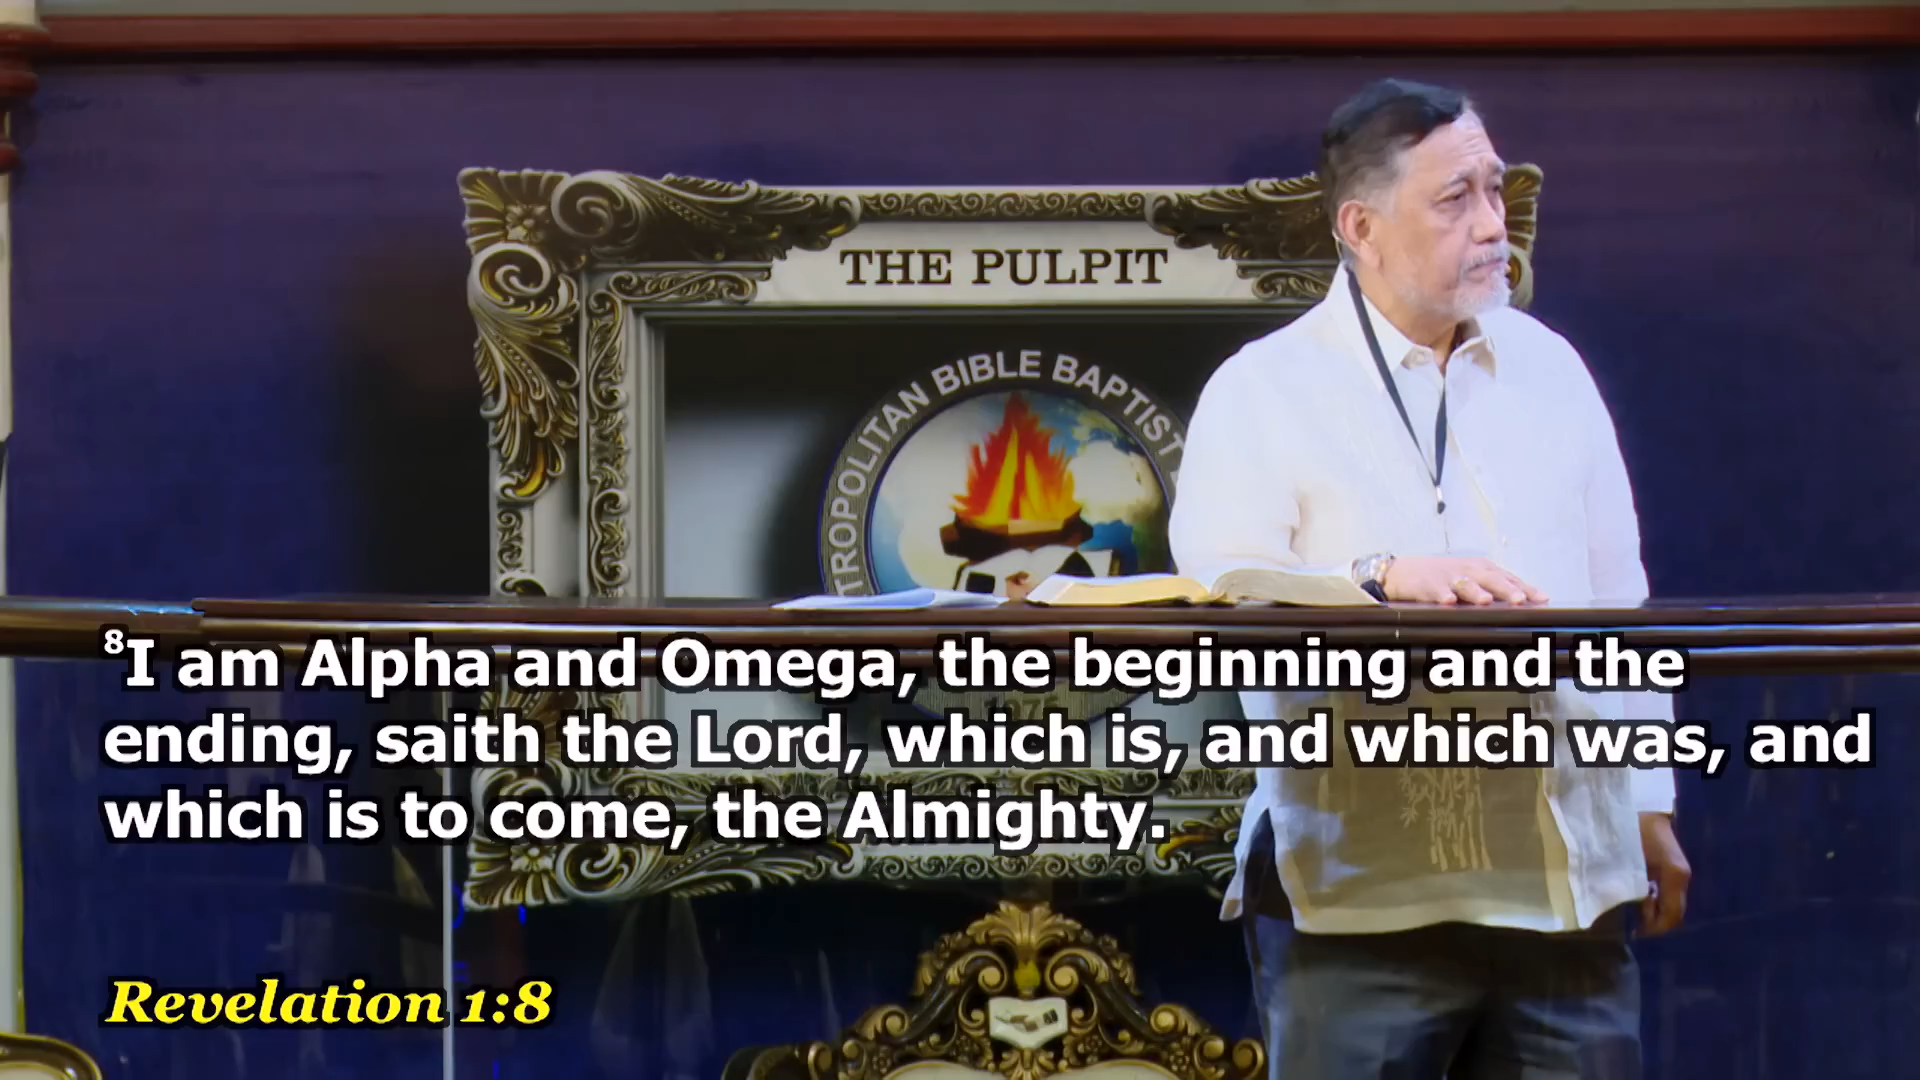 THE PULPIT
TROPOLITAN BIBLE BAPTIST
⁸I am Alpha and Omega, the beginning and the
ending, saith the Lord, which is, and which was, and
which is to come, the Almighty.
Revelation 1:8